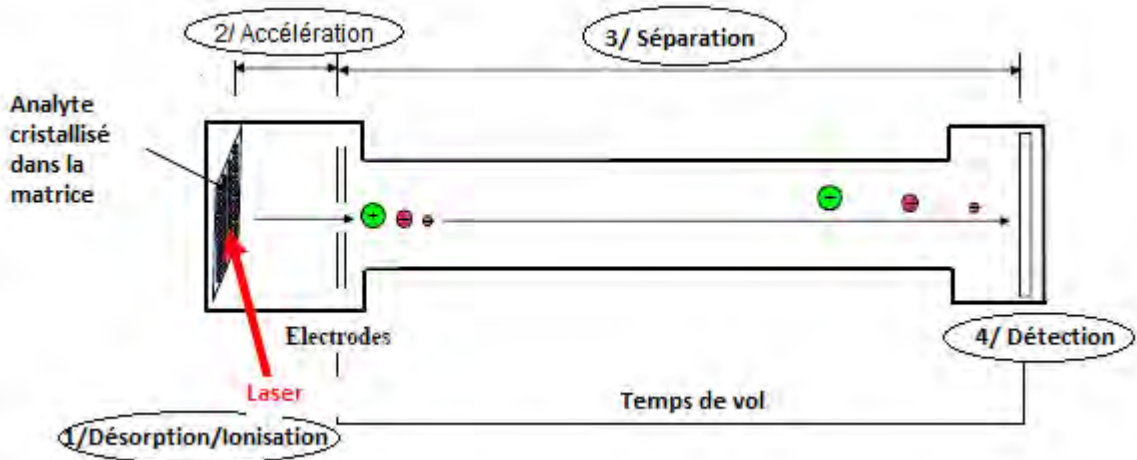 2/ Accélération
3/ Séparation
Analyte
cristallisé
dans la
matrice
Electrodes
4/ Détection
Laser
Temps de vol
1/Désorption/Ionisation